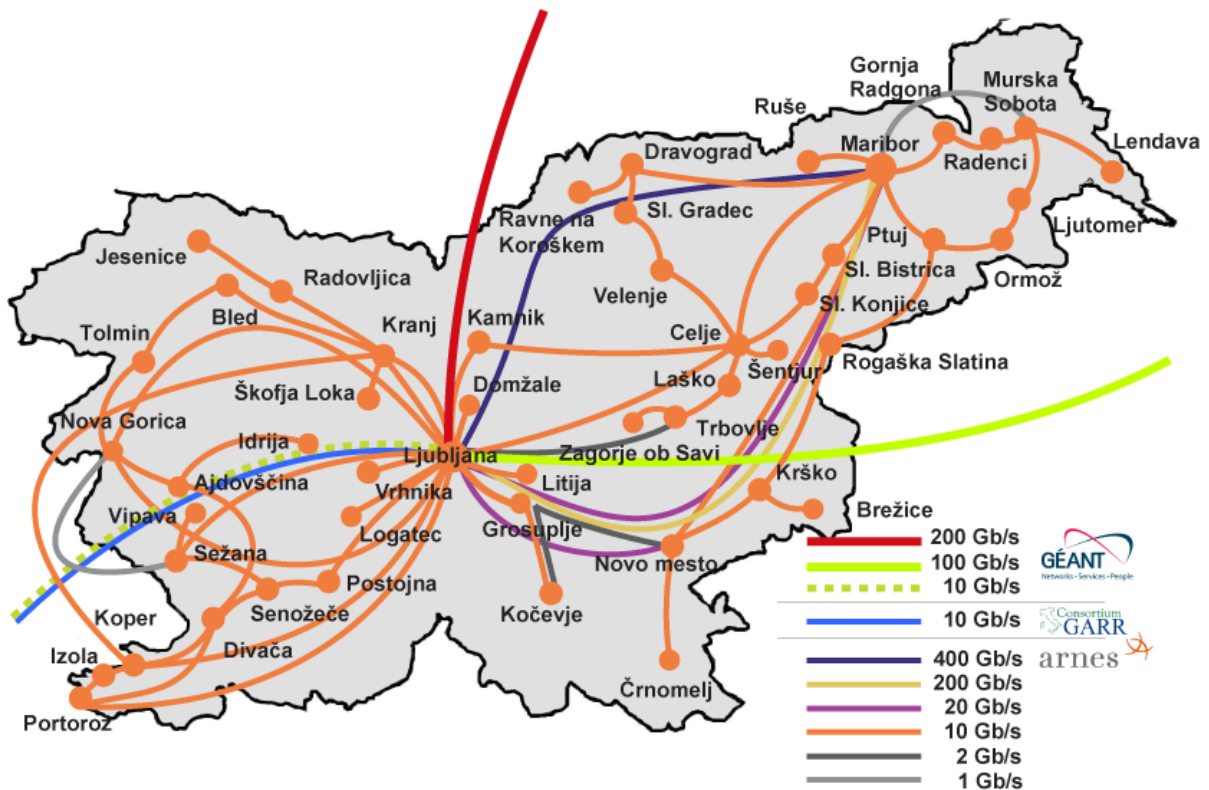 Gornja
Radgona
Murska
Sobota
Ruše
Maribor
Lendava
Dravograd
Radenci
Ravne na
Koroškem
Sl. Gradec
Ljutomer
Ptuj
Jesenice
Radovljica
Sl. Bistrica
Ormož
Velenje
Sl. Konjice
Tolmin
Bled
Kranj
Kamnik
Celje
Rogaška Slatina
Škofja Loka
Domžale
Laško
Šentjur
Nova Gorica
Idrija
Trbovlje
Ljubljana
Zagorje ob Savi
Ajdovščina
Vrhnika
Litija
Krško
Vipava
Logatec
Grosuplje
Brežice
Sežana
Novo mesto
Postojna
Koper
Senožeče
Kočevje
Izola
Divača
Črnomelj
Portoroz
200 Gb/s
100 Gb/s
10 Gb/s
GÉANT
Networks • Services • People
10 Gb/s
Consortium
GARR
arnes
400 Gb/s
200 Gb/s
20 Gb/s
10 Gb/s
2 Gb/s
1 Gb/s